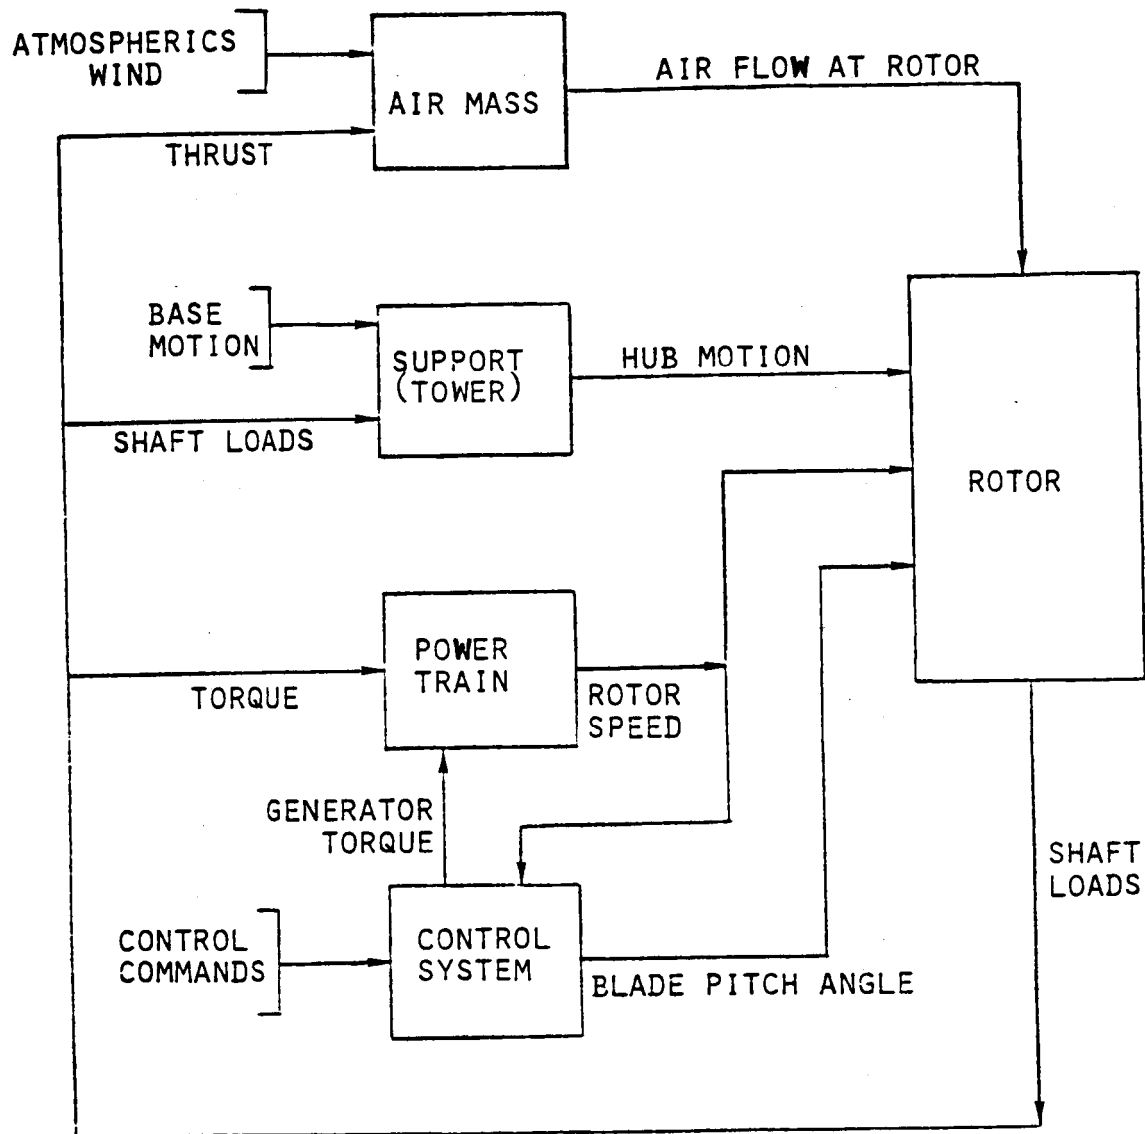 ATMOSPHERICS
WIND
AIR MASS
AIR FLOW AT ROTOR
THRUST
BASE
MOTION
SUPPORT
(TOWER)
HUB MOTION
SHAFT LOADS
ROTOR
POWER
TRAIN
TORQUE
ROTOR
SPEED
GENERATOR
TORQUE
SHAFT
LOADS
CONTROL
COMMANDS
CONTROL
SYSTEM
BLADE PITCH ANGLE